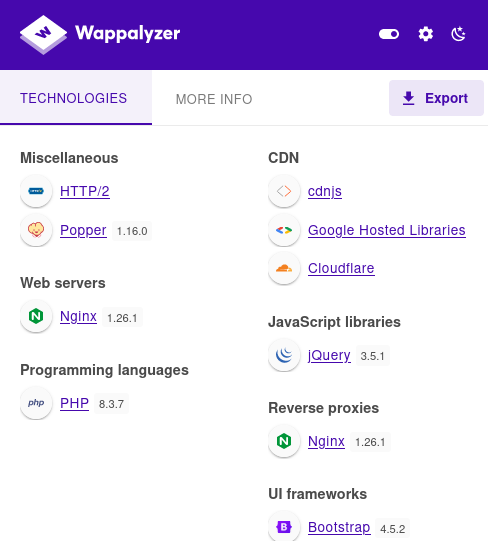 Wappalyzer
TECHNOLOGIES
MORE INFO
Export
Miscellaneous
HTTP/2
Popper 1.16.0
Web servers
Nginx 1.26.1
Programming languages
php PHP 8.3.7
CDN
cdnjs
Google Hosted Libraries
Cloudflare
JavaScript libraries
jQuery 3.5.1
Reverse proxies
Nginx 1.26.1
UI frameworks
Bootstrap 4.5.2